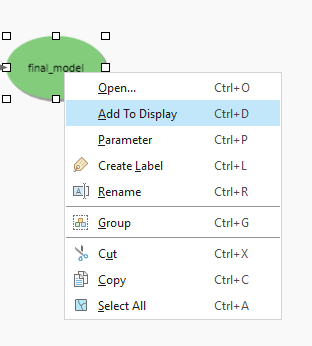 final_model
Open... Ctrl+O
Add To Display Ctrl+D
Parameter Ctrl+P
Create Label Ctrl+L
Rename Ctrl+R
Group Ctrl+G
Cut Ctrl+X
Copy Ctrl+C
Select All Ctrl+A